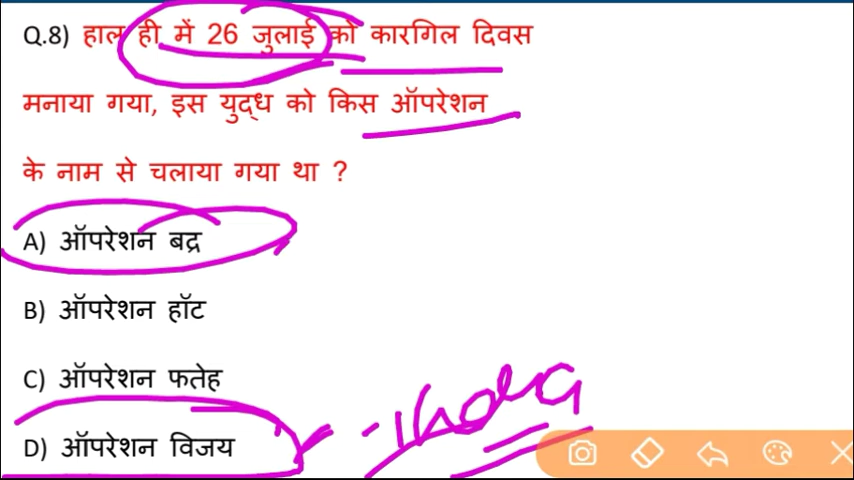 Q.8) हाल ही में 26 जुलाई को कारगिल दिवस
मनाया गया, इस युद्ध को किस ऑपरेशन
के नाम से चलाया गया था ?
A) ऑपरेशन बद्र
B) ऑपरेशन हॉट
C) ऑपरेशन फतेह
D) ऑपरेशन विजय
India